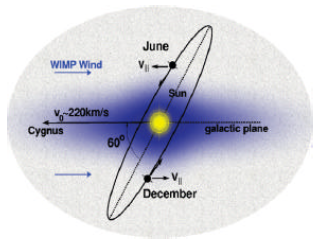 June
WIMP Wind
v||
Sun
v₀~220km/s
Cygnus
galactic plane
60°
v||
December